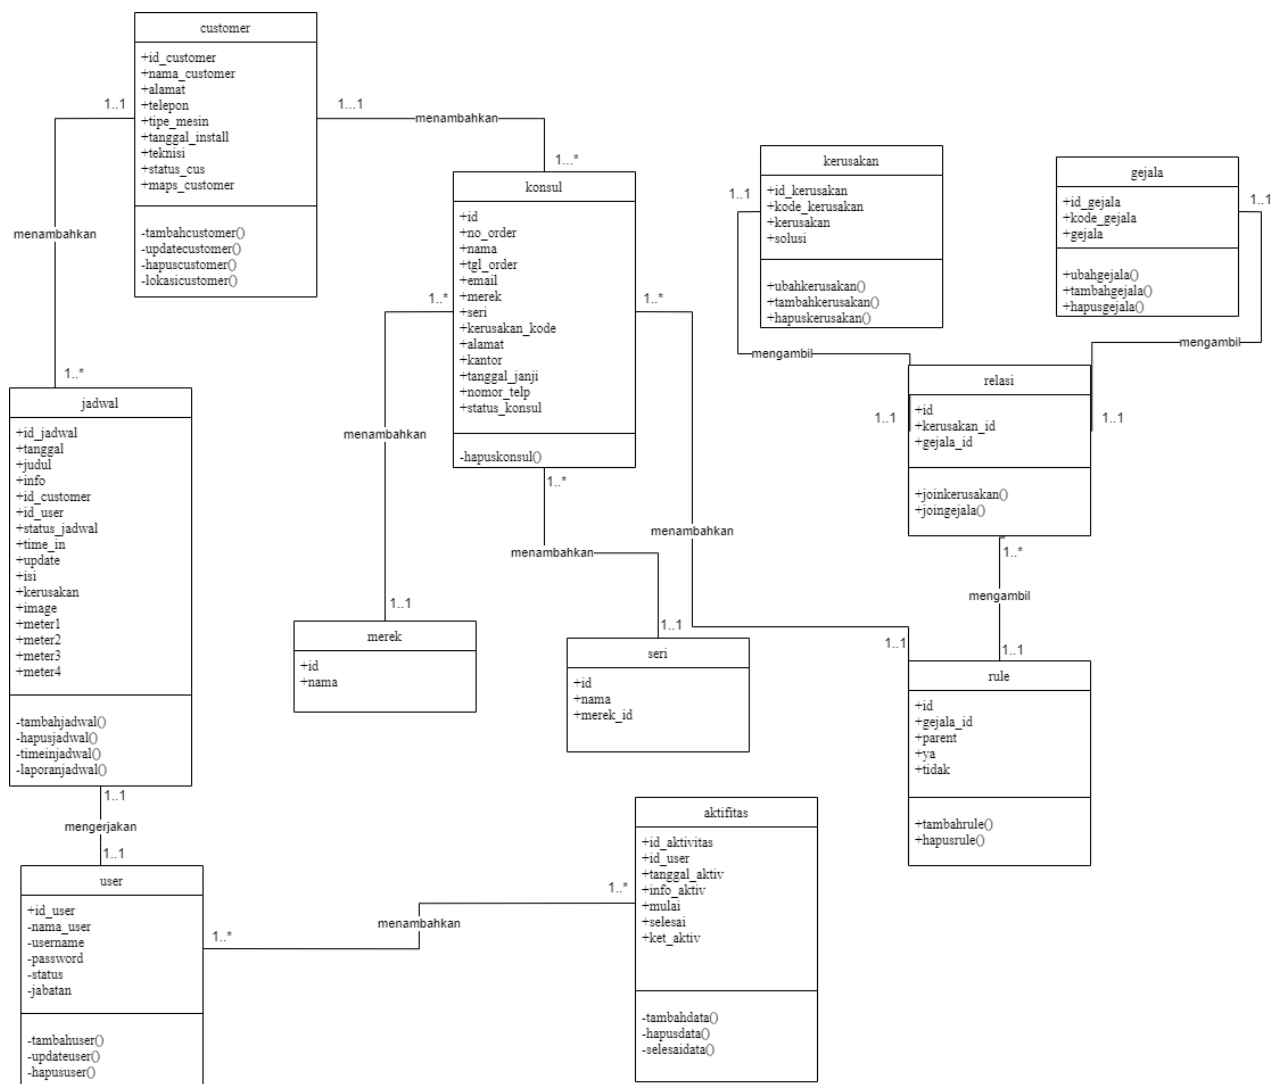 customer
+id_customer
+nama_customer
+alamat
+telepon
+tipe_mesin
+tanggal_install
+teknisi
+status_cus
+maps_customer
-tambahcustomer()
-updatecustomer()
-hapuscustomer()
-lokasicustomer()
1..1
menambahkan
1..*
1...1
menambahkan
1...*
konsul
+id
+no_order
+nama
+tgl_order
+email
+merek
+seri
+kerusakan_kode
+alamat
+kantor
+tanggal_janji
+nomor_telp
+status_konsul
-hapuskonsul()
1..*
menambahkan
1..1
1..*
menambahkan
1..1
1..*
menambahkan
1..1
kerusakan
+id_kerusakan
+kode_kerusakan
+kerusakan
+solusi
+ubahkerusakan()
+tambahkerusakan()
+hapuskerusakan()
1..1
mengambil
1..1
gejala
+id_gejala
+kode_gejala
+gejala
+ubahgejala()
+tambahgejala()
+hapusgejala()
1..1
mengambil
1..1
relasi
+id
+kerusakan_id
+gejala_id
+joinkerusakan()
+joingejala()
1..*
mengambil
1..1
jadwal
+id_jadwal
+tanggal
+judul
+info
+id_customer
+id_user
+status_jadwal
+time_in
+update
+isi
+kerusakan
+image
+meter1
+meter2
+meter3
+meter4
-tambahjadwal()
-hapusjadwal()
-timeinjadwal()
-laporanjadwal()
1..1
mengerjakan
1..1
merek
+id
+nama
seri
+id
+nama
+merek_id
rule
+id
+gejala_id
+parent
+ya
+tidak
+tambahrule()
+hapusrule()
user
+id_user
-nama_user
-username
-password
-status
-jabatan
-tambahuser()
-updateuser()
-hapususer()
1..*
menambahkan
1..*
aktifitas
+id_aktivitas
+id_user
+tanggal_aktiv
+info_aktiv
+mulai
+selesai
+ket_aktiv
-tambahdata()
-hapusdata()
-selesaidata()